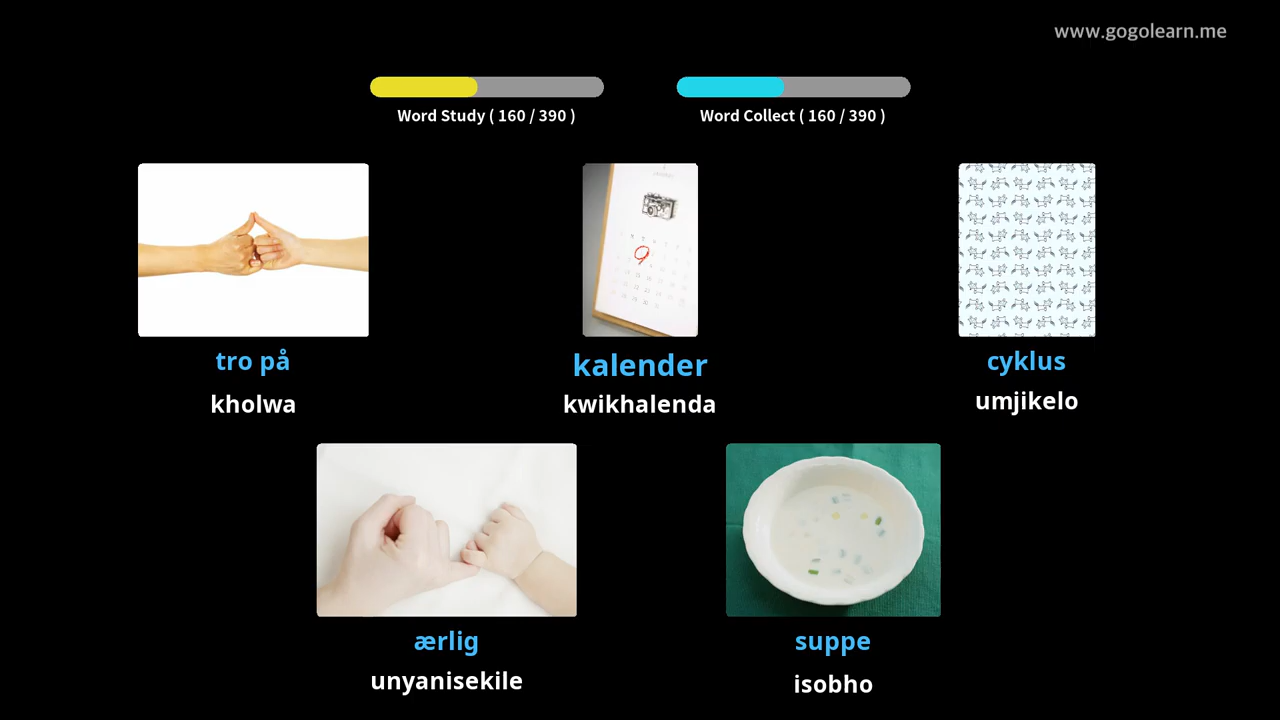 www.gogolearn.me
Word Study ( 160 / 390 )
Word Collect ( 160 / 390 )
tro på
kholwa
kalender
kwikhalenda
cyklus
umjikelo
ærlig
unyanisekile
suppe
isobho